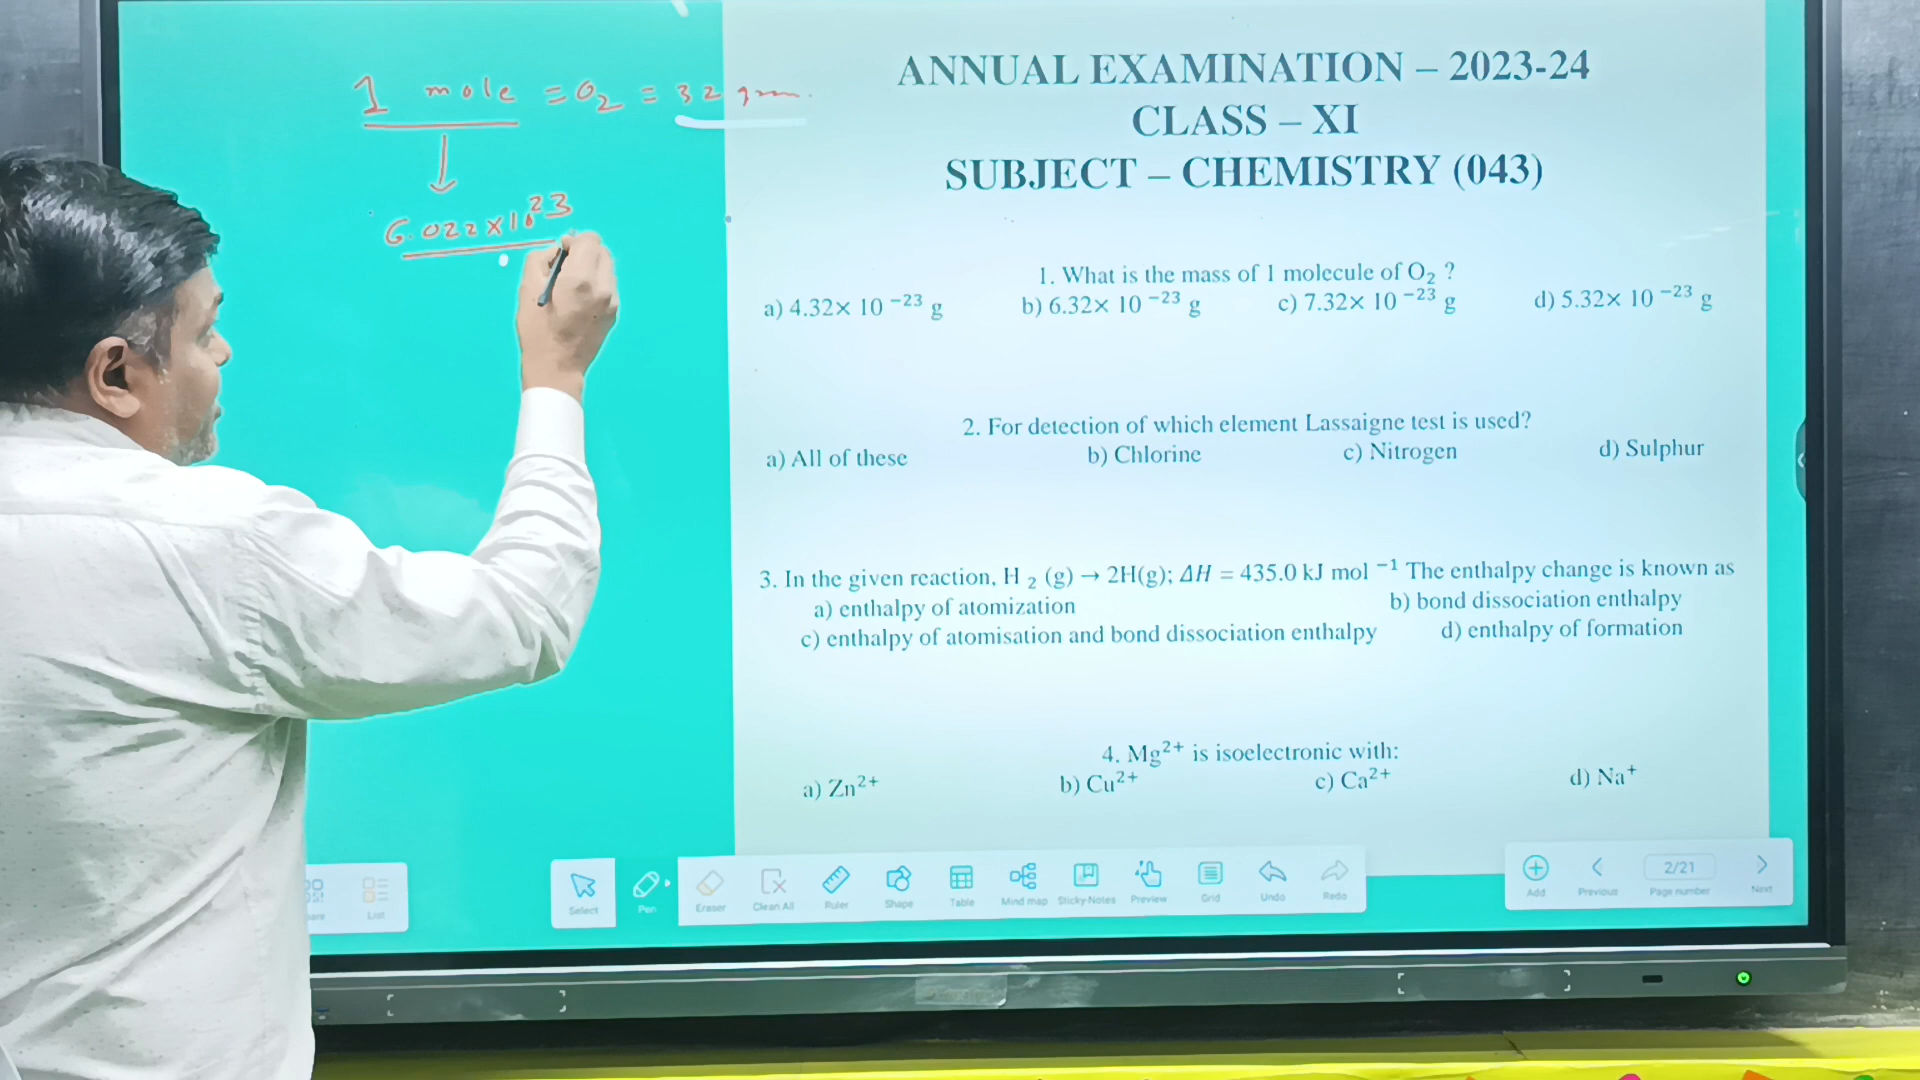 1 mole = O₂ = 32 gm.
6.022×10²³
ANNUAL EXAMINATION – 2023-24
CLASS – XI
SUBJECT – CHEMISTRY (043)
1. What is the mass of 1 molecule of O₂ ?
a) 4.32× 10 ⁻²³ g b) 6.32× 10 ⁻²³ g c) 7.32× 10 ⁻²³ g d) 5.32× 10 ⁻²³ g
2. For detection of which element Lassaigne test is used?
a) All of these b) Chlorine c) Nitrogen d) Sulphur
3. In the given reaction, H ₂ (g) → 2H(g); ΔH = 435.0 kJ mol ⁻¹ The enthalpy change is known as
a) enthalpy of atomization b) bond dissociation enthalpy
c) enthalpy of atomisation and bond dissociation enthalpy d) enthalpy of formation
4. Mg²⁺ is isoelectronic with:
a) Zn²⁺ b) Cu²⁺ c) Ca²⁺ d) Na⁺
List Select Pen Eraser Clean All Ruler Shape Table Mind map Sticky Notes Preview Grid Undo Redo
2/21
Add Previous Page number Next